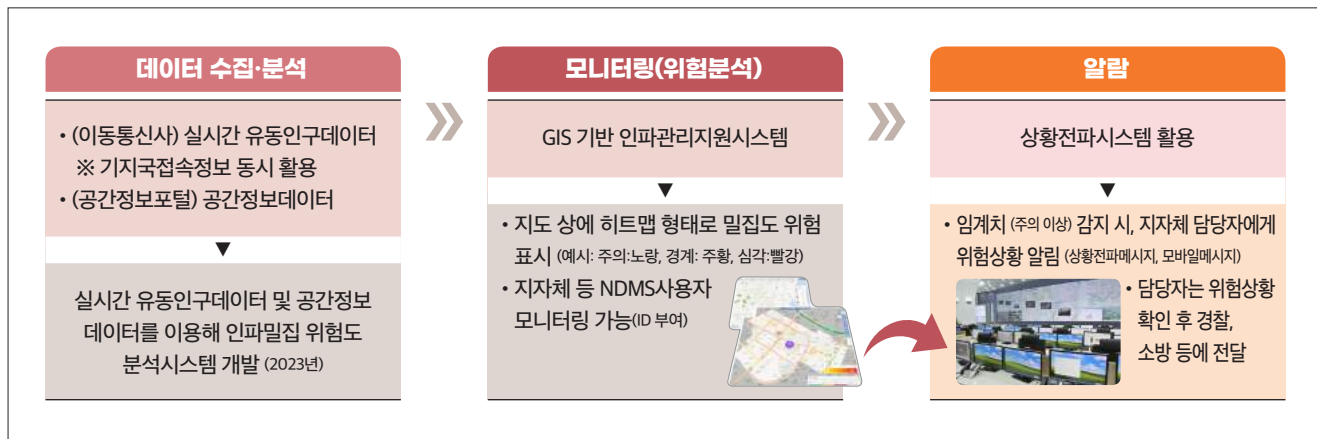 데이터 수집·분석
• (이동통신사) 실시간 유동인구데이터
※ 기지국접속정보 동시 활용
• (공간정보포털) 공간정보데이터
▼
실시간 유동인구데이터 및 공간정보
데이터를 이용해 인파밀집 위험도
분석시스템 개발 (2023년)
모니터링(위험분석)
GIS 기반 인파관리지원시스템
▼
• 지도 상에 히트맵 형태로 밀집도 위험
표시 (예시: 주의:노랑, 경계: 주황, 심각:빨강)
• 지자체 등 NDMS사용자
모니터링 가능(ID 부여)
알람
상황전파시스템 활용
▼
• 임계치 (주의 이상) 감지 시, 지자체 담당자에게
위험상황 알림 (상황전파메시지, 모바일메시지)
• 담당자는 위험상황
확인 후 경찰,
소방 등에 전달